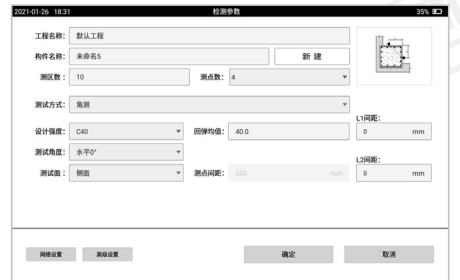 2021-01-26 18:31 检测参数 35%
工程名称: 默认工程
构件名称: 未命名5 新 建
测区数: 10 测点数: 4
测试方式: 角测
L1间距:
设计强度: C40 回弹均值: 40.0 0 mm
测试角度: 水平0°
L2间距:
测试面: 侧面 测点间距: 353 mm 0 mm
网络设置 高级设置 确定 取消